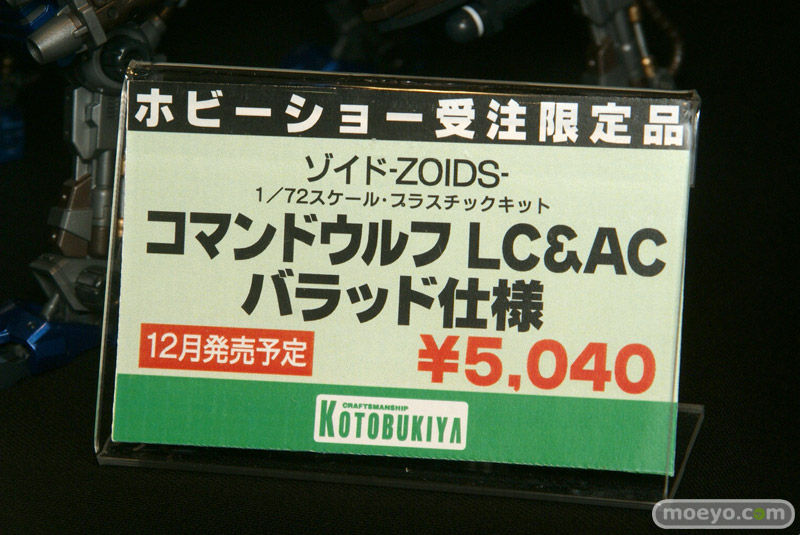 ホビーショー受注限定品
ゾイド-ZOIDS-
1/72スケール・プラスチックキット
コマンドウルフ LC&AC
バラッド仕様
12月発売予定
¥5,040
CRAFTSMANSHIP
KOTOBUKIYA
moeyo.com